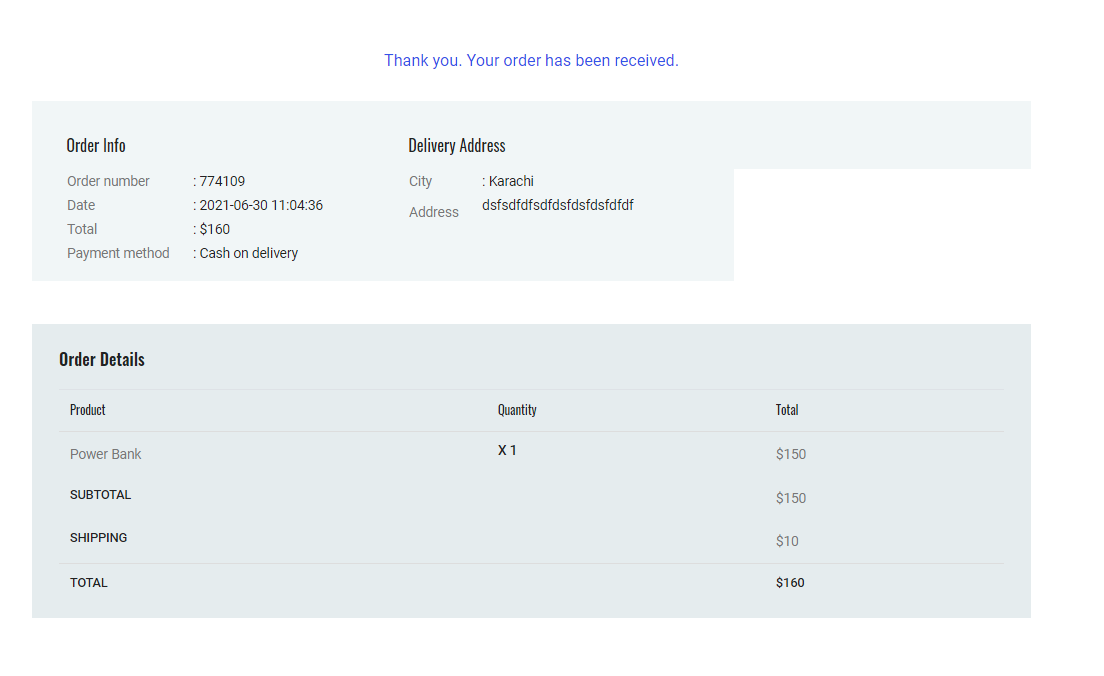 Thank you. Your order has been received.
Order Info
Order number : 774109
Date : 2021-06-30 11:04:36
Total : $160
Payment method : Cash on delivery
Delivery Address
City : Karachi
Address dsfsdfdfsdfdsfdsfdsfdfdf
Order Details
Product Quantity Total
Power Bank X 1 $150
SUBTOTAL $150
SHIPPING $10
TOTAL $160